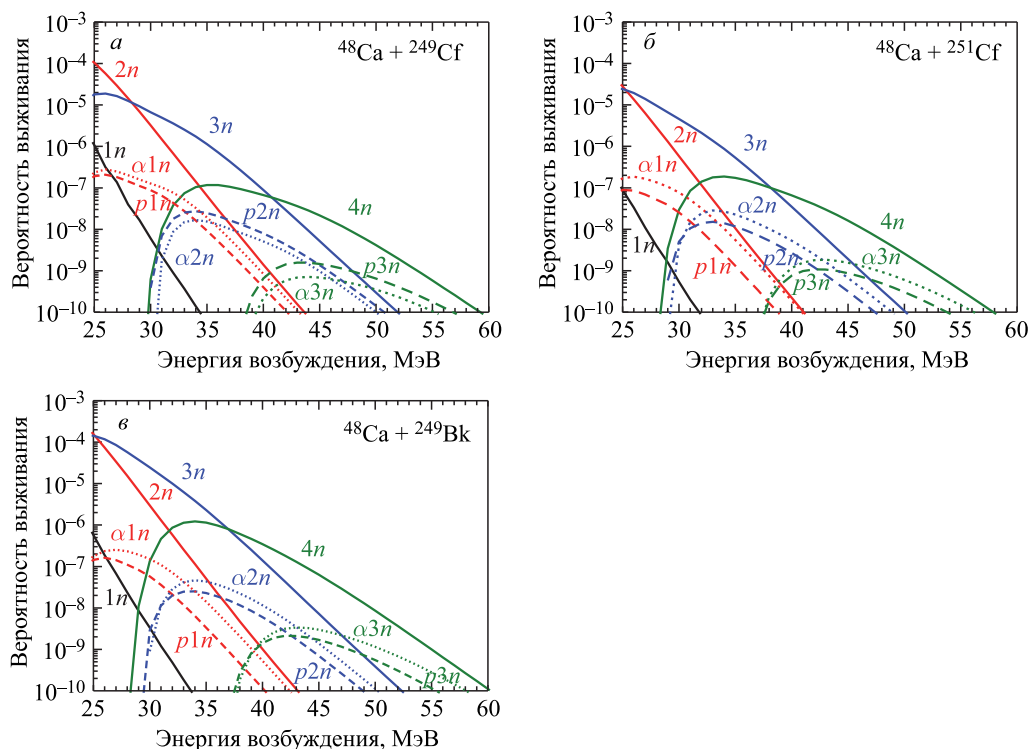 10⁻³
а
⁴⁸Ca + ²⁴⁹Cf
10⁻⁴
2n
10⁻⁵
3n
10⁻⁶
1n
α1n
10⁻⁷
p1n
p2n
4n
10⁻⁸
α2n
p3n
10⁻⁹
α3n
10⁻¹⁰
25 30 35 40 45 50 55 60
Энергия возбуждения, МэВ
Вероятность выживания
10⁻³
б
⁴⁸Ca + ²⁵¹Cf
10⁻⁴
10⁻⁵
2n
3n
10⁻⁶
α1n
10⁻⁷
α2n
4n
10⁻⁸
1n
p2n
α3n
p1n
p3n
10⁻⁹
10⁻¹⁰
25 30 35 40 45 50 55 60
Энергия возбуждения, МэВ
Вероятность выживания
10⁻³
в
⁴⁸Ca + ²⁴⁹Bk
10⁻⁴
3n
2n
10⁻⁵
10⁻⁶
α1n
4n
10⁻⁷
α2n
1n
10⁻⁸
α3n
p1n
10⁻⁹
p2n
p3n
10⁻¹⁰
25 30 35 40 45 50 55 60
Энергия возбуждения, МэВ
Вероятность выживания